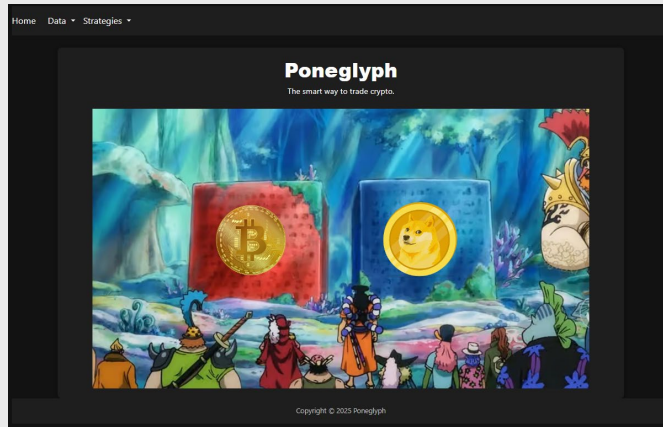 Home Data Strategies
Poneglyph
The smart way to trade crypto.
Copyright © 2025 Poneglyph